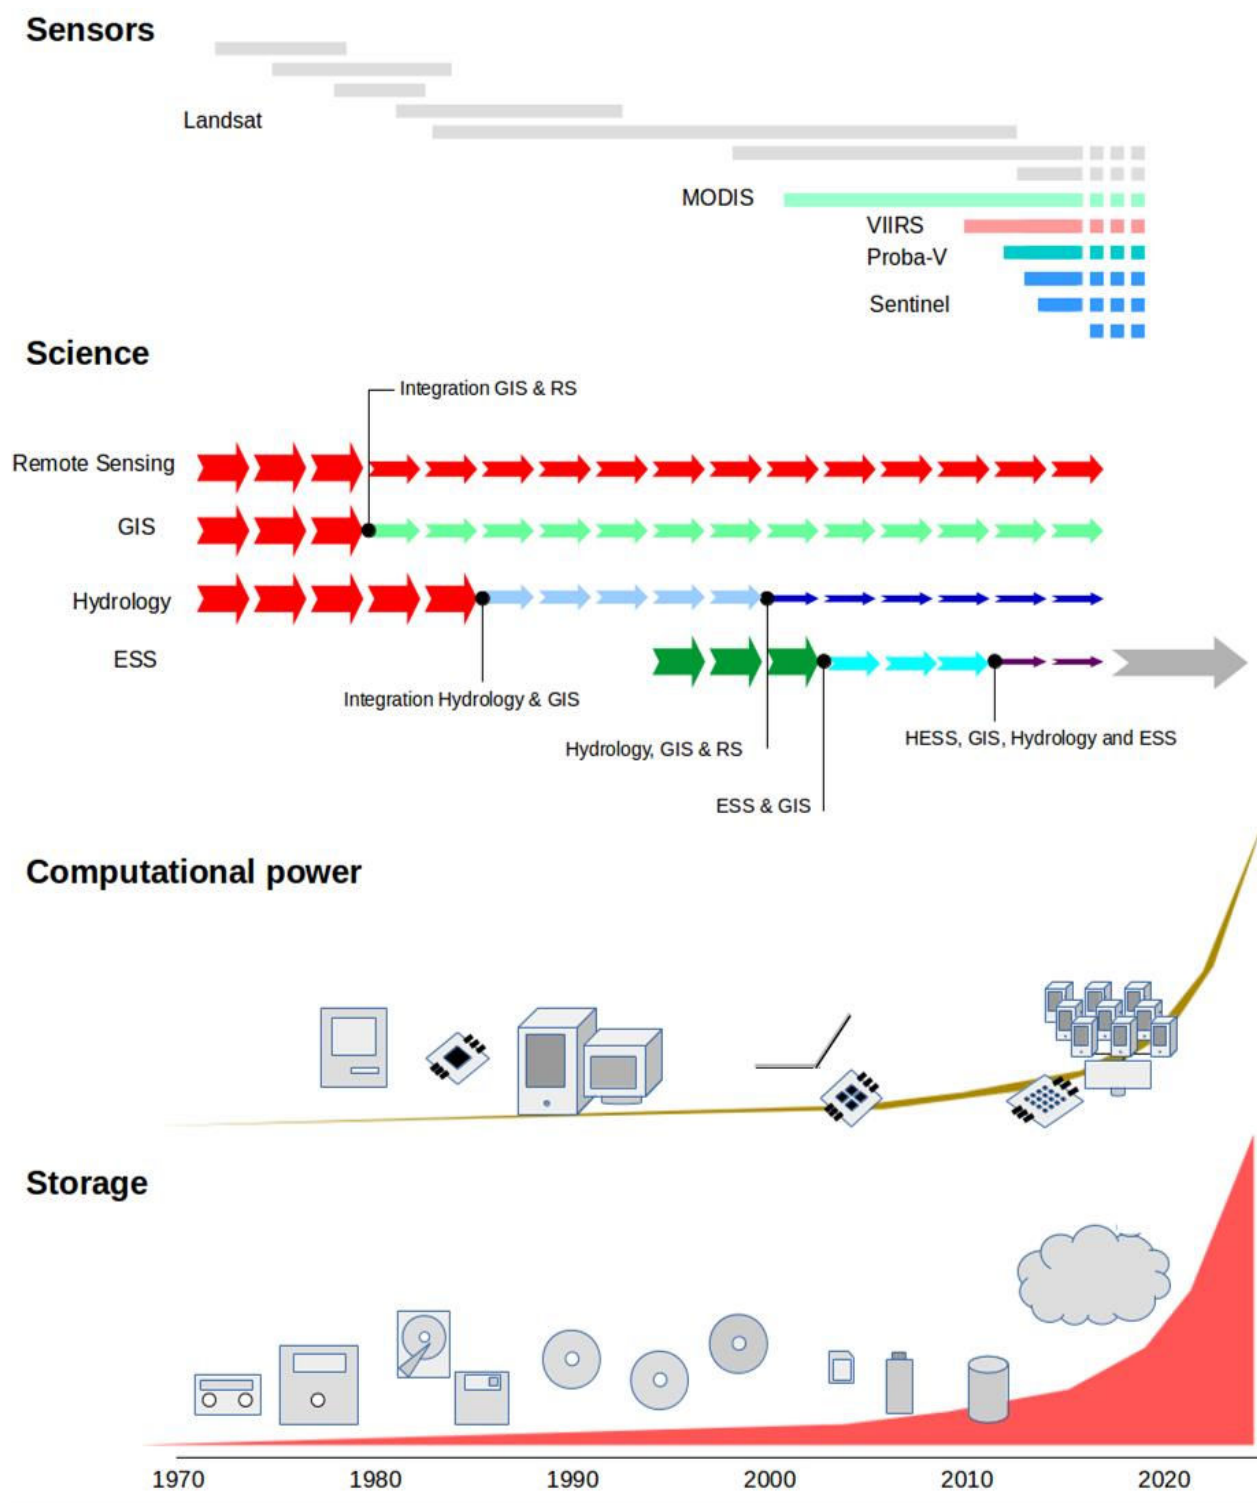 Sensors
Landsat
MODIS
VIIRS
Proba-V
Sentinel
Science
Integration GIS & RS
Remote Sensing
GIS
Hydrology
ESS
Integration Hydrology & GIS
HESS, GIS, Hydrology and ESS
Hydrology, GIS & RS
ESS & GIS
Computational power
Storage
1970 1980 1990 2000 2010 2020